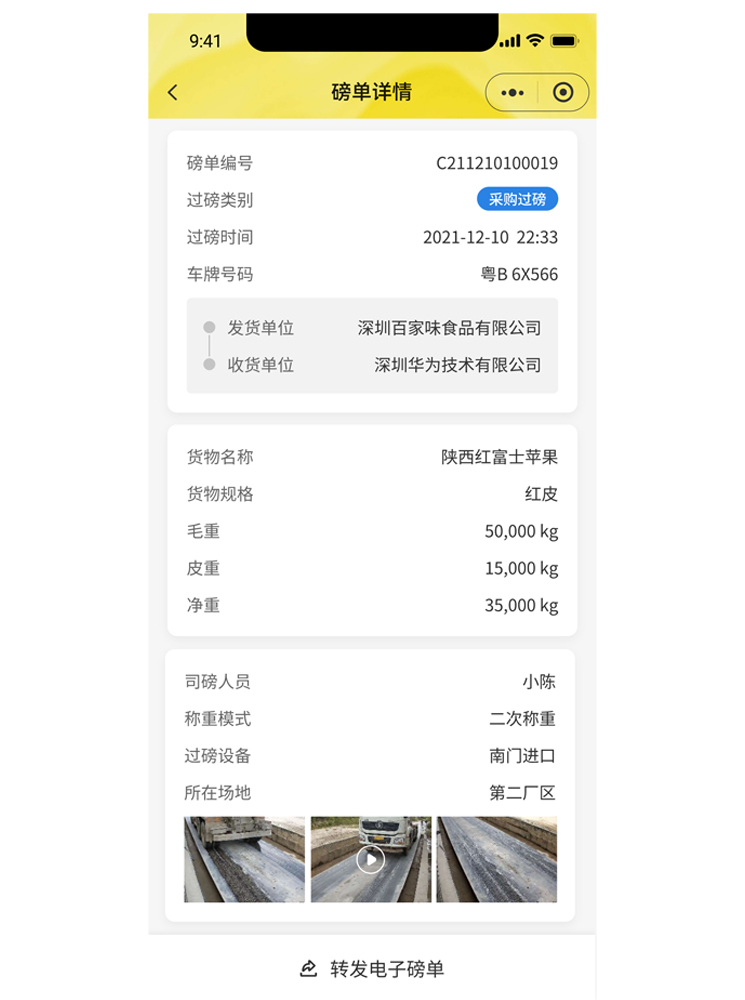 9:41
磅单详情
磅单编号 C211210100019
过磅类别 采购过磅
过磅时间 2021-12-10 22:33
车牌号码 粤B 6X566
发货单位 深圳百家味食品有限公司
收货单位 深圳华为技术有限公司
货物名称 陕西红富士苹果
货物规格 红皮
毛重 50,000 kg
皮重 15,000 kg
净重 35,000 kg
司磅人员 小陈
称重模式 二次称重
过磅设备 南门进口
所在场地 第二厂区
转发电子磅单